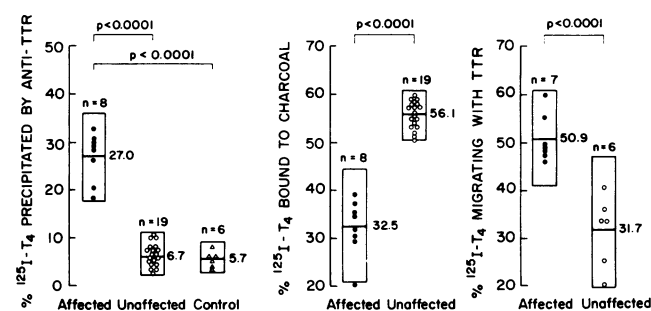 % 125I-T4 PRECIPITATED BY ANTI-TTR
50
40
30
20
10
0
p<0.0001
p<0.0001
n=8
27.0
n=19
6.7
n=6
5.7
Affected Unaffected Control
% 125I-T4 BOUND TO CHARCOAL
70
60
50
40
30
20
p<0.0001
n=8
32.5
n=19
56.1
Affected Unaffected
% 125I-T4 MIGRATING WITH TTR
70
60
50
40
30
20
p<0.0001
n=7
50.9
n=6
31.7
Affected Unaffected